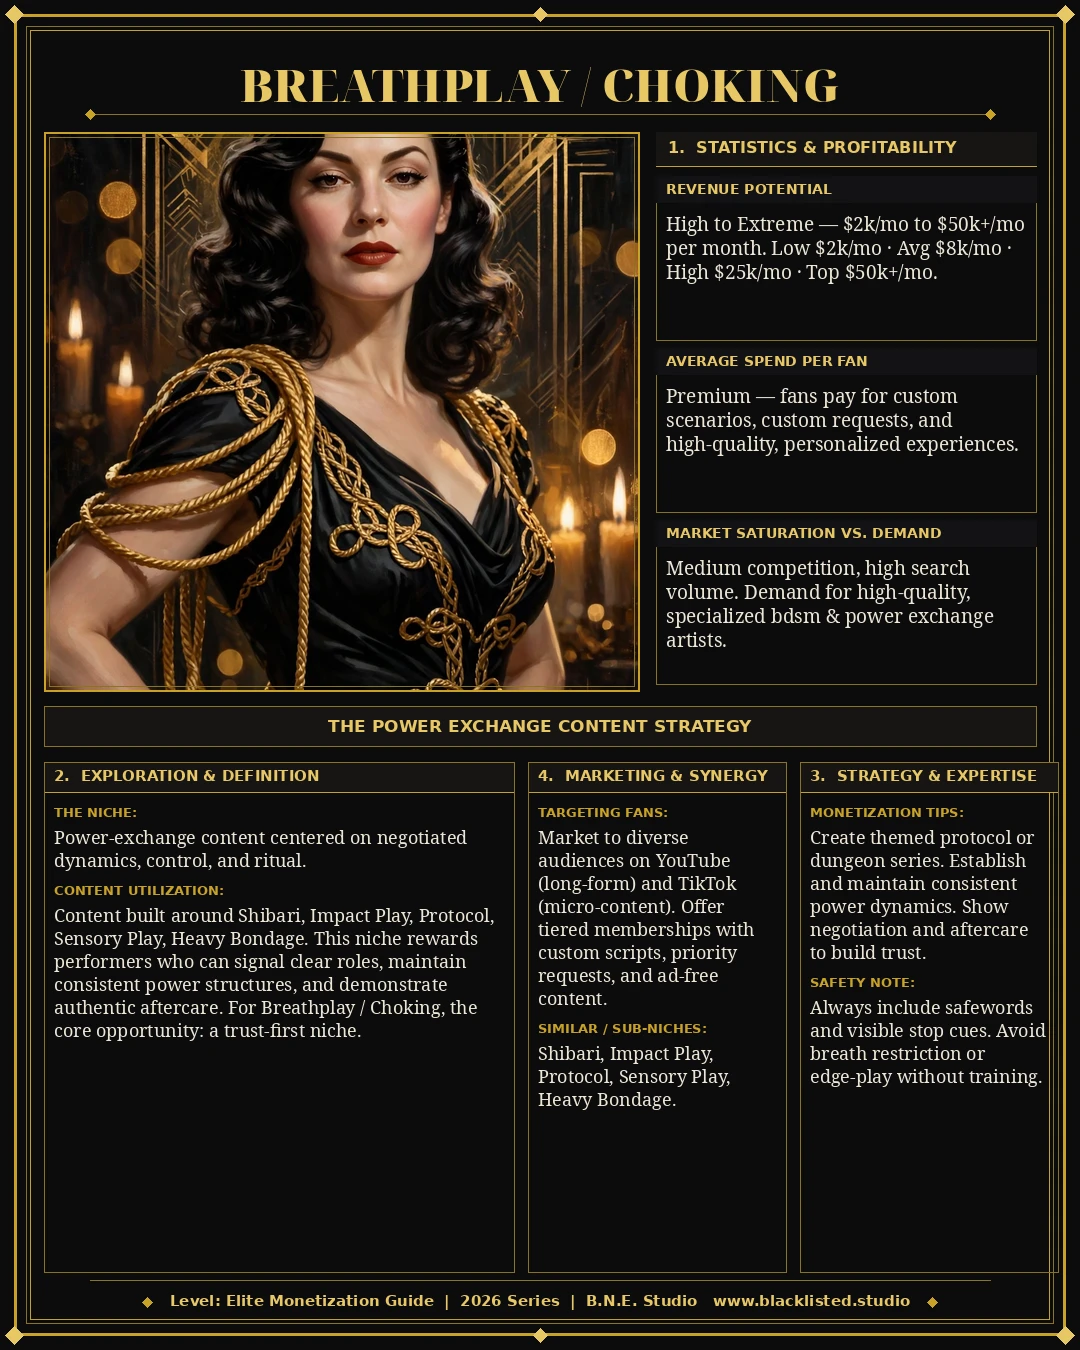 BREATHPLAY / CHOKING
1. STATISTICS & PROFITABILITY
REVENUE POTENTIAL
High to Extreme — $2k/mo to $50k+/mo
per month. Low $2k/mo · Avg $8k/mo ·
High $25k/mo · Top $50k+/mo.
AVERAGE SPEND PER FAN
Premium — fans pay for custom
scenarios, custom requests, and
high-quality, personalized experiences.
MARKET SATURATION VS. DEMAND
Medium competition, high search
volume. Demand for high-quality,
specialized bdsm & power exchange
artists.
THE POWER EXCHANGE CONTENT STRATEGY
2. EXPLORATION & DEFINITION
THE NICHE:
Power-exchange content centered on negotiated
dynamics, control, and ritual.
CONTENT UTILIZATION:
Content built around Shibari, Impact Play, Protocol,
Sensory Play, Heavy Bondage. This niche rewards
performers who can signal clear roles, maintain
consistent power structures, and demonstrate
authentic aftercare. For Breathplay / Choking, the
core opportunity: a trust-first niche.
4. MARKETING & SYNERGY
TARGETING FANS:
Market to diverse
audiences on YouTube
(long-form) and TikTok
(micro-content). Offer
tiered memberships with
custom scripts, priority
requests, and ad-free
content.
SIMILAR / SUB-NICHES:
Shibari, Impact Play,
Protocol, Sensory Play,
Heavy Bondage.
3. STRATEGY & EXPERTISE
MONETIZATION TIPS:
Create themed protocol or
dungeon series. Establish
and maintain consistent
power dynamics. Show
negotiation and aftercare
to build trust.
SAFETY NOTE:
Always include safewords
and visible stop cues. Avoid
breath restriction or
edge-play without training.
Level: Elite Monetization Guide | 2026 Series | B.N.E. Studio www.blacklisted.studio